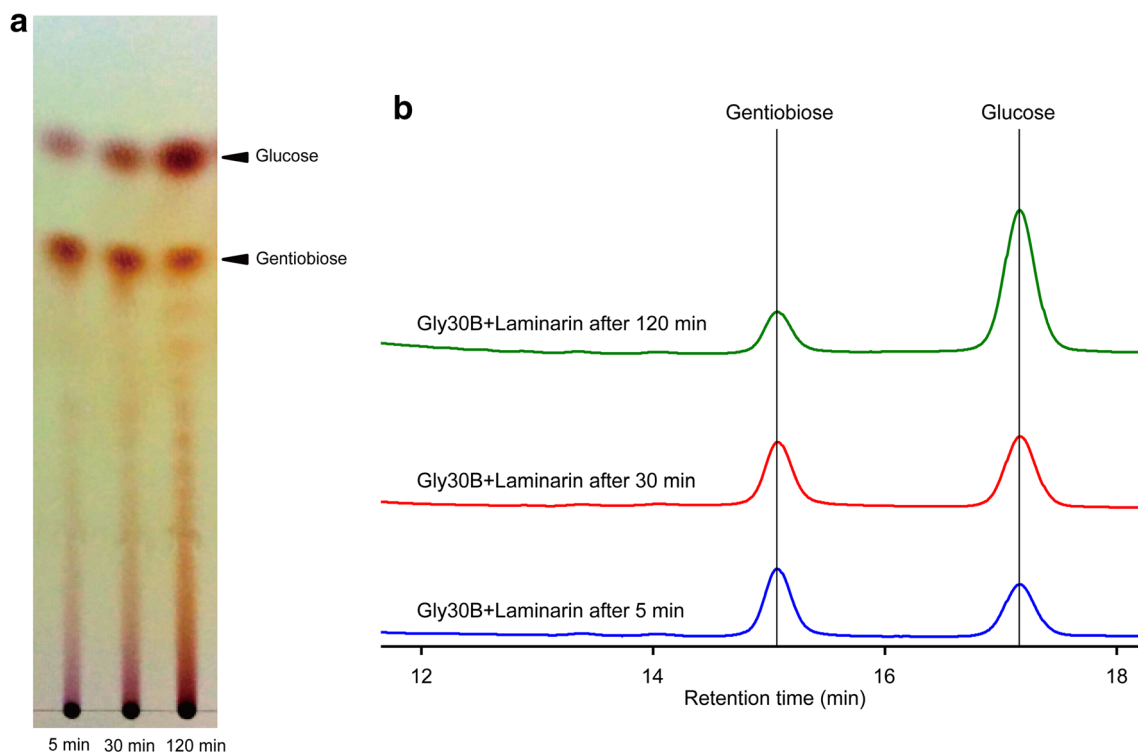 a
Glucose
Gentiobiose
5 min 30 min 120 min
b
Gentiobiose Glucose
Gly30B+Laminarin after 120 min
Gly30B+Laminarin after 30 min
Gly30B+Laminarin after 5 min
12 14 16 18
Retention time (min)